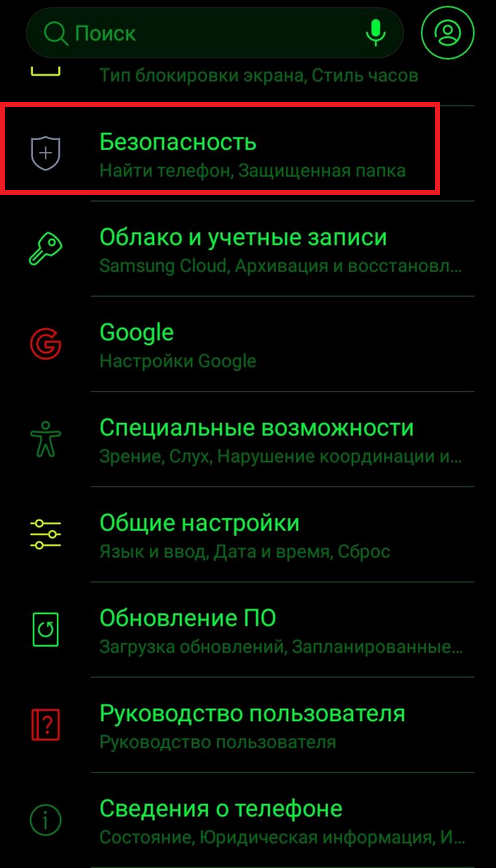 Поиск
Тип блокировки экрана, Стиль часов
Безопасность
Найти телефон, Защищенная папка
Облако и учетные записи
Samsung Cloud, Архивация и восстановл...
Google
Настройки Google
Специальные возможности
Зрение, Слух, Нарушение координации и...
Общие настройки
Язык и ввод, Дата и время, Сброс
Обновление ПО
Загрузка обновлений, Запланированные...
Руководство пользователя
Руководство пользователя
Сведения о телефоне
Состояние, Юридическая информация, И...